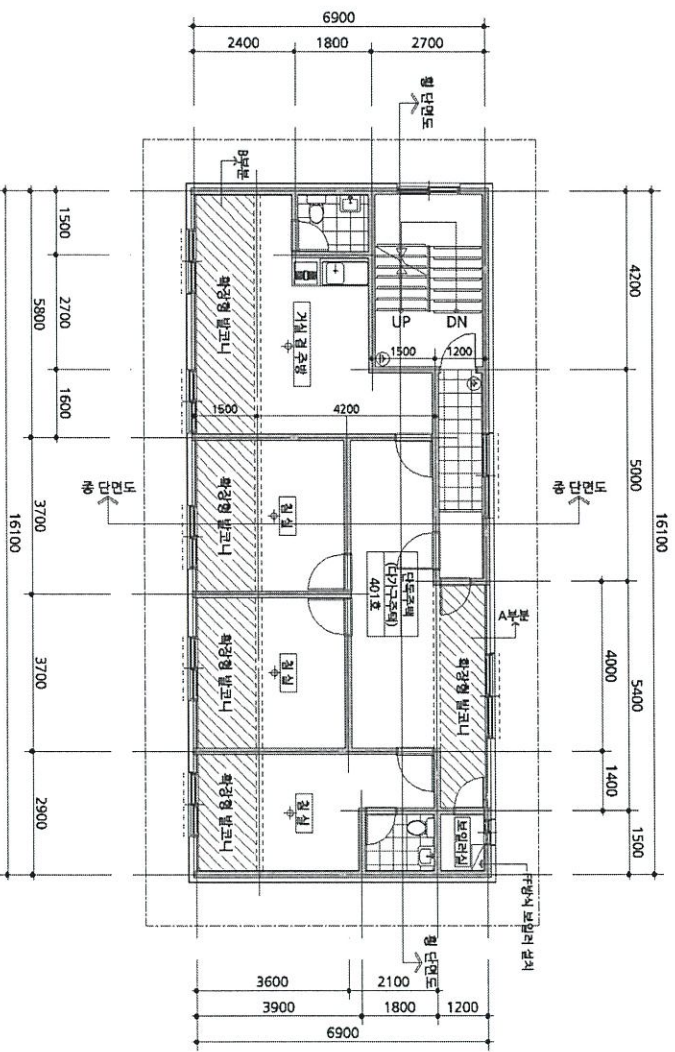 6900
2400 1800 2700
횡 단면도
B부분
1500 2700 1600
5800 3700 3700 2900
16100
4200 5000 4000 1400 1500
5400
16100
UP DN
1500 1200
확장형 발코니
거실 겸 주방
1500 4200
종 단면도
종 단면도
확장형 발코니
침실
단독주택
(다가구주택)
401호
A부분
확장형 발코니
확장형 발코니
침실
확장형 발코니
침실
보일러실
FF방식 보일러 설치
횡 단면도
3600 2100
3900 1800 1200
6900